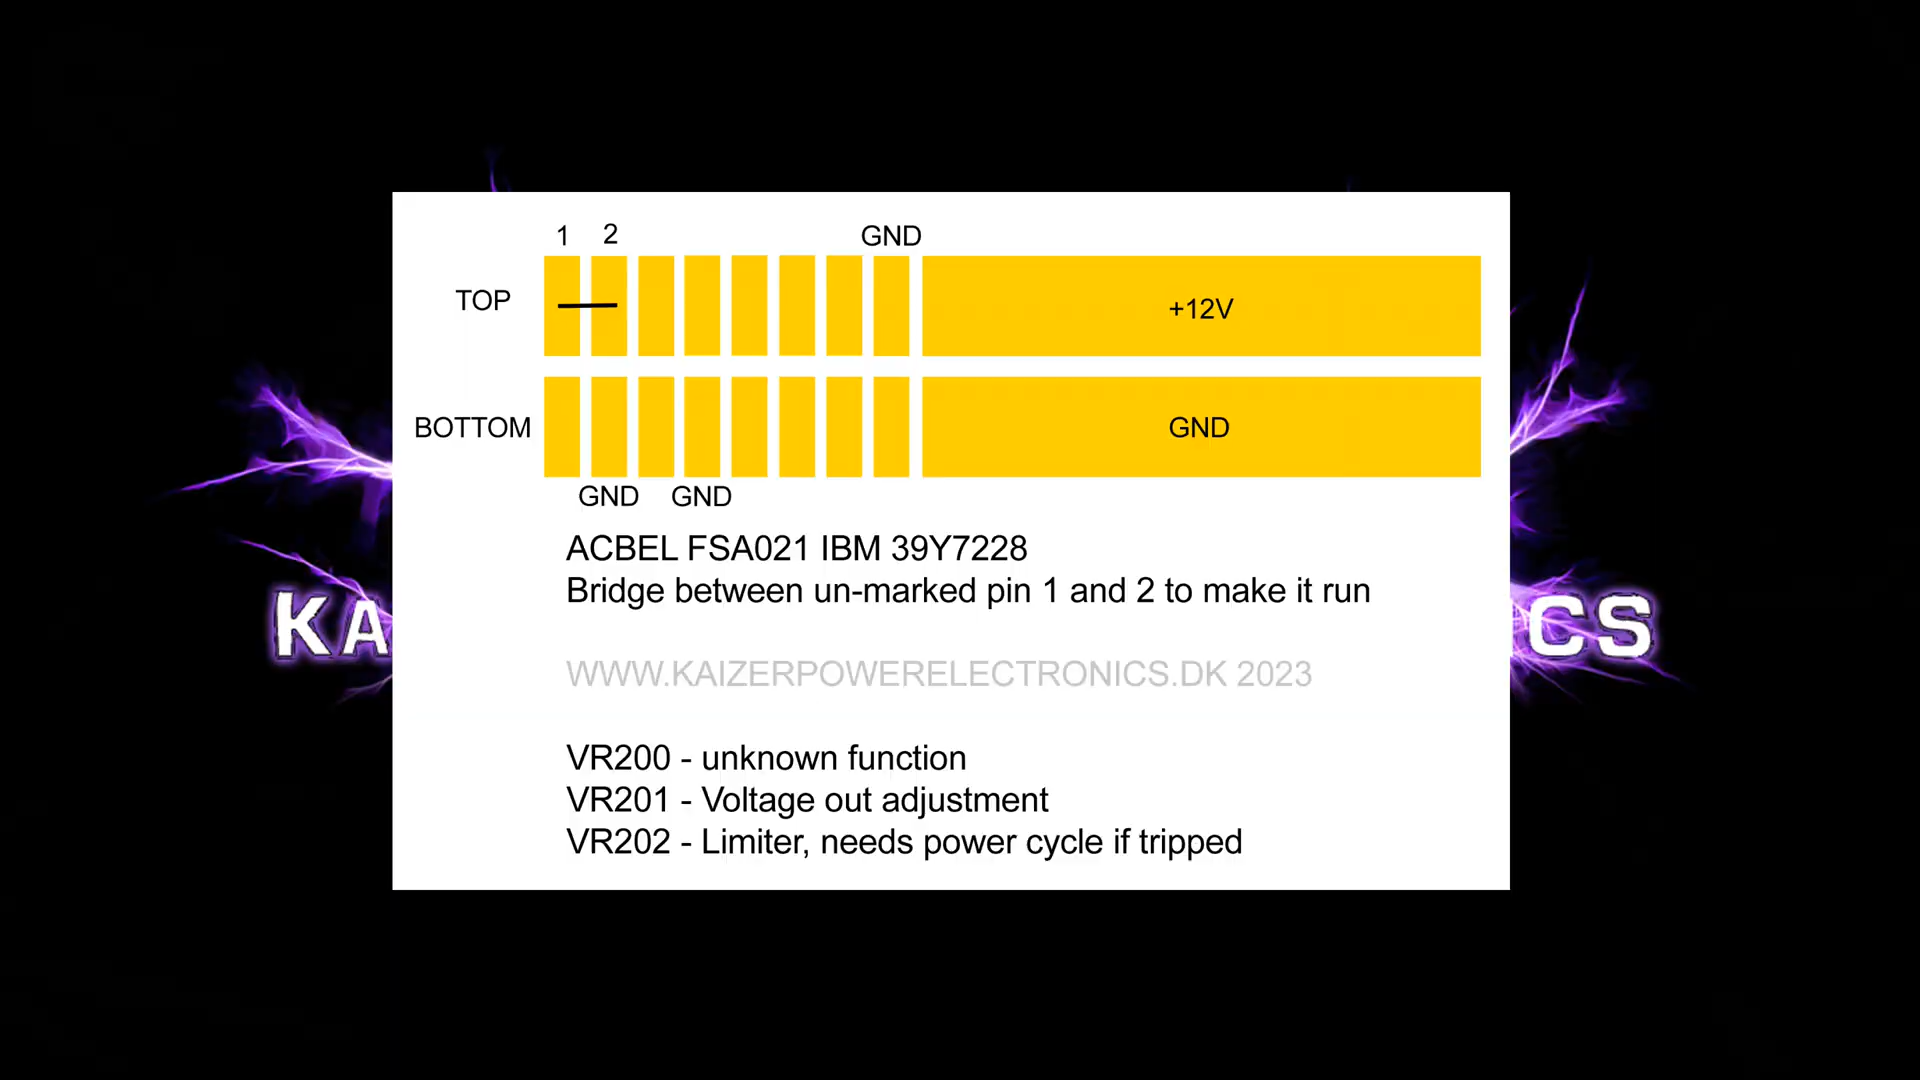 1 2 GND
TOP +12V
BOTTOM GND
GND GND
ACBEL FSA021 IBM 39Y7228
Bridge between un-marked pin 1 and 2 to make it run
KA CS
WWW.KAIZERPOWERELECTRONICS.DK 2023
VR200 - unknown function
VR201 - Voltage out adjustment
VR202 - Limiter, needs power cycle if tripped